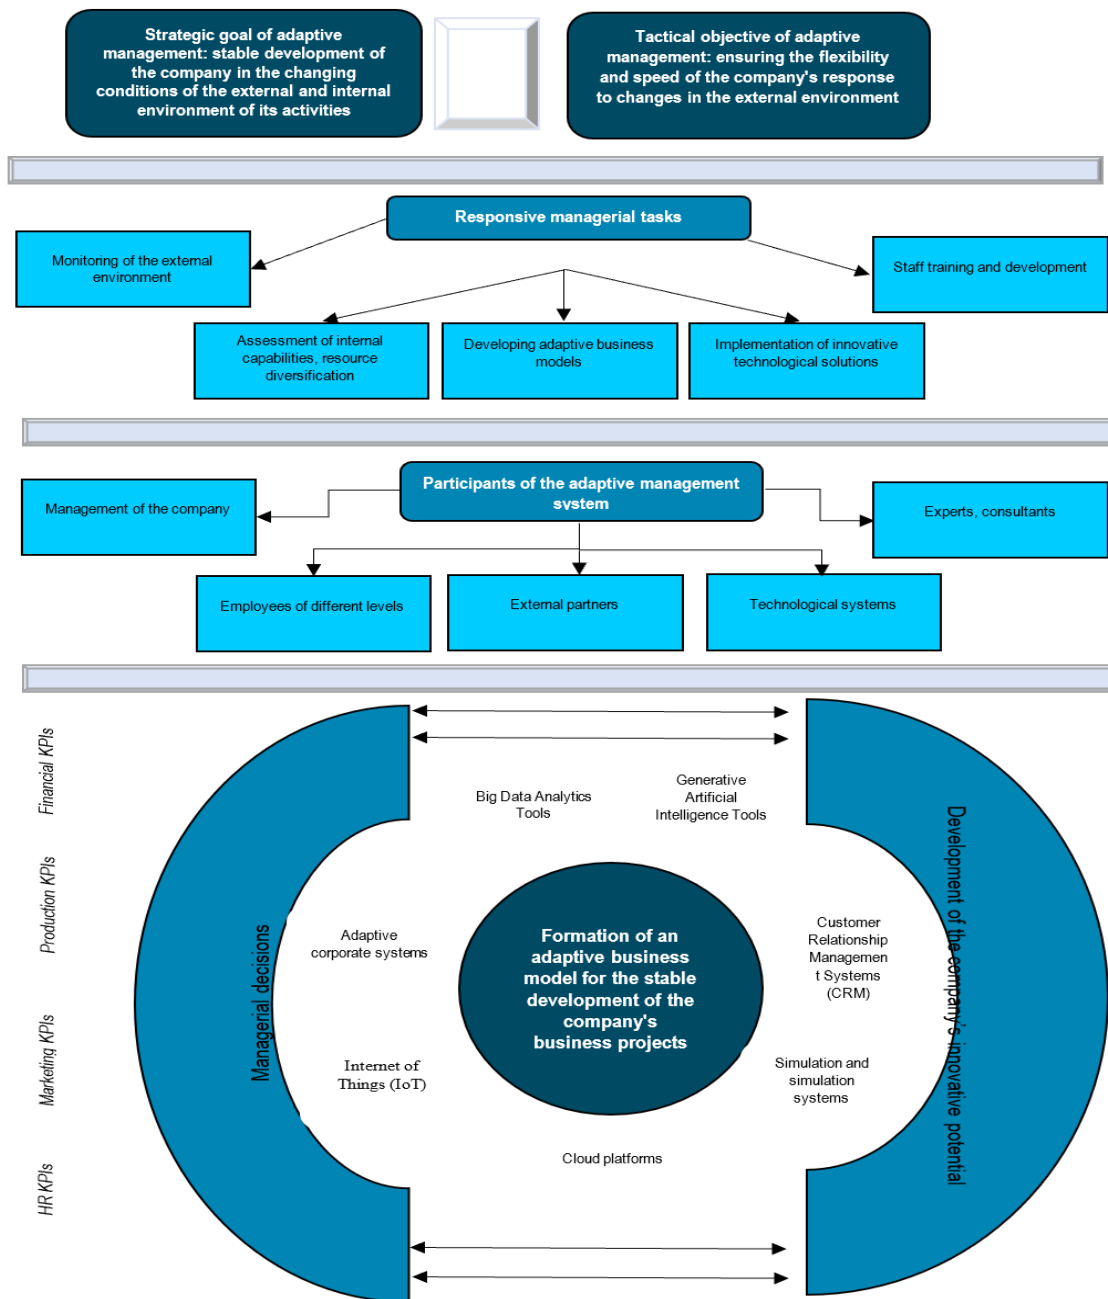 Strategic goal of adaptive
management: stable development of
the company in the changing
conditions of the external and internal
environment of its activities
Tactical objective of adaptive
management: ensuring the flexibility
and speed of the company's response
to changes in the external environment
Responsive managerial tasks
Monitoring of the external
environment
Staff training and development
Assessment of internal
capabilities, resource
diversification
Developing adaptive business
models
Implementation of innovative
technological solutions
Participants of the adaptive management
system
Management of the company
Experts, consultants
Employees of different levels
External partners
Technological systems
Financial KPIs
Production KPIs
Marketing KPIs
HR KPIs
Managerial decisions
Big Data Analytics
Tools
Generative
Artificial
Intelligence Tools
Adaptive
corporate systems
Formation of an
adaptive business
model for the stable
development of the
company's
business projects
Customer
Relationship
Managemen
t Systems
(CRM)
Internet of
Things (IoT)
Simulation and
simulation
systems
Cloud platforms
Development of the company's innovative potential